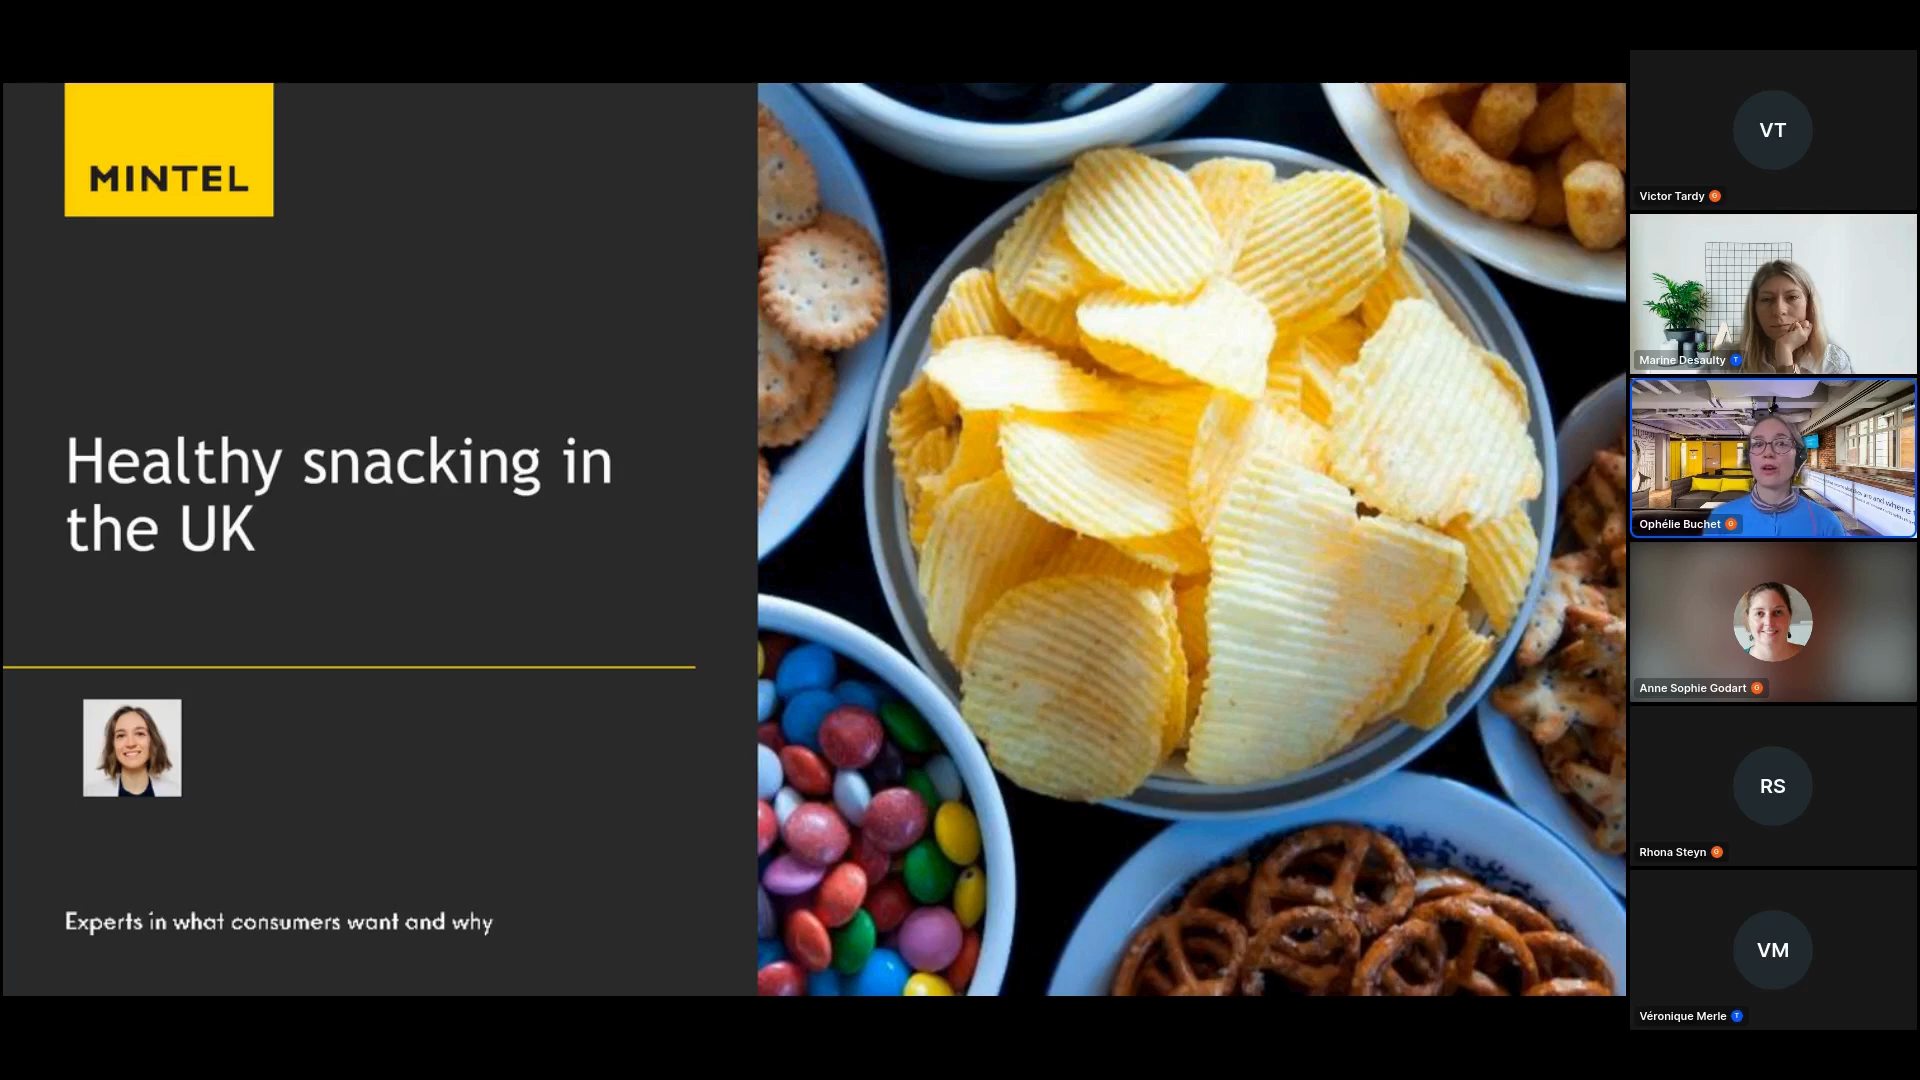 MINTEL
Healthy snacking in
the UK
Experts in what consumers want and why
VT
Victor Tardy
Marine Desaulty
Ophélie Buchet
Anne Sophie Godart
RS
Rhona Steyn
VM
Véronique Merle